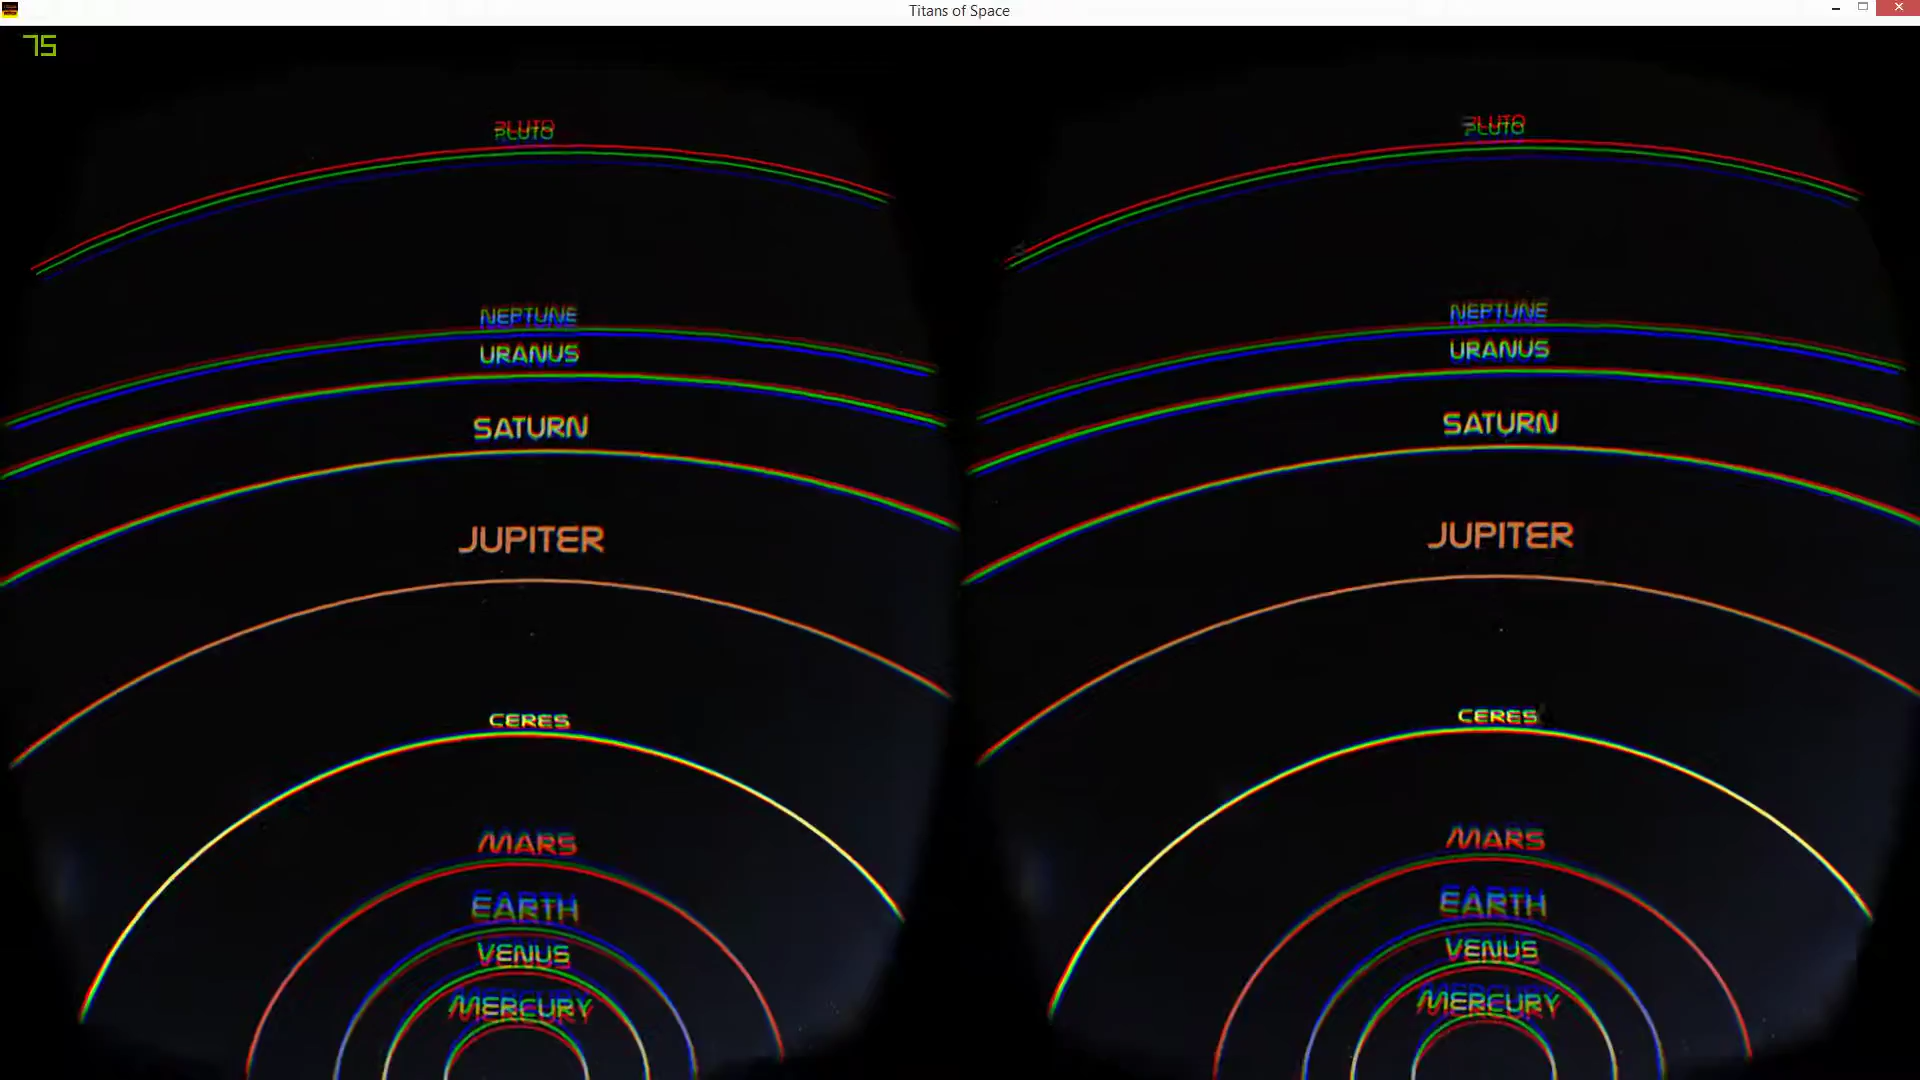 Titans of Space
75
PLUTO PLUTO
NEPTUNE NEPTUNE
URANUS URANUS
SATURN SATURN
JUPITER JUPITER
CERES CERES
MARS MARS
EARTH EARTH
VENUS VENUS
MERCURY MERCURY